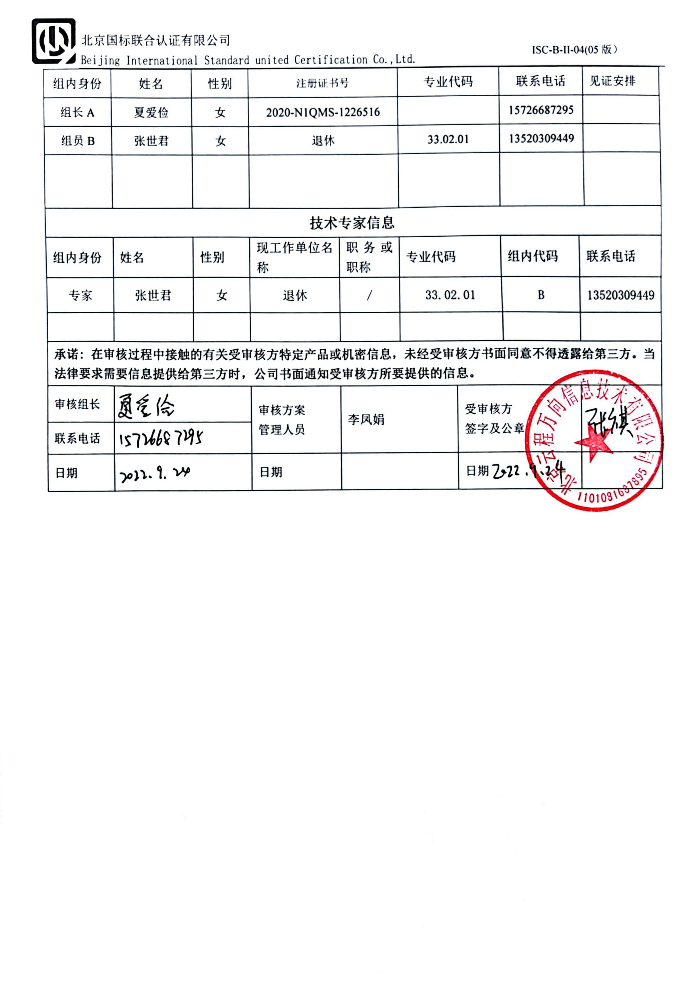 北京国标联合认证有限公司
Beijing International Standard united Certification Co.,Ltd.
ISC-B-II-04(05 版)
组内身份 姓名 性别 注册证书号 专业代码 联系电话 见证安排
组长 A 夏爱俭 女 2020-N1QMS-1226516 15726687295
组员 B 张世君 女 退休 33.02.01 13520309449
技术专家信息
组内身份 姓名 性别 现工作单位名称 职务或职称 专业代码 组内代码 联系电话
专家 张世君 女 退休 / 33.02.01 B 13520309449
承诺：在审核过程中接触的有关受审核方特定产品或机密信息，未经受审核方书面同意不得透露给第三方。当
法律要求需要信息提供给第三方时，公司书面通知受审核方所要提供的信息。
审核组长 夏爱俭 审核方案管理人员 李凤娟 受审核方签字及公章 张祺
联系电话 15726687295
日期 2022.9.24 日期 日期 2022.9.24
北京云程万向信息技术有限公司
1101081687895